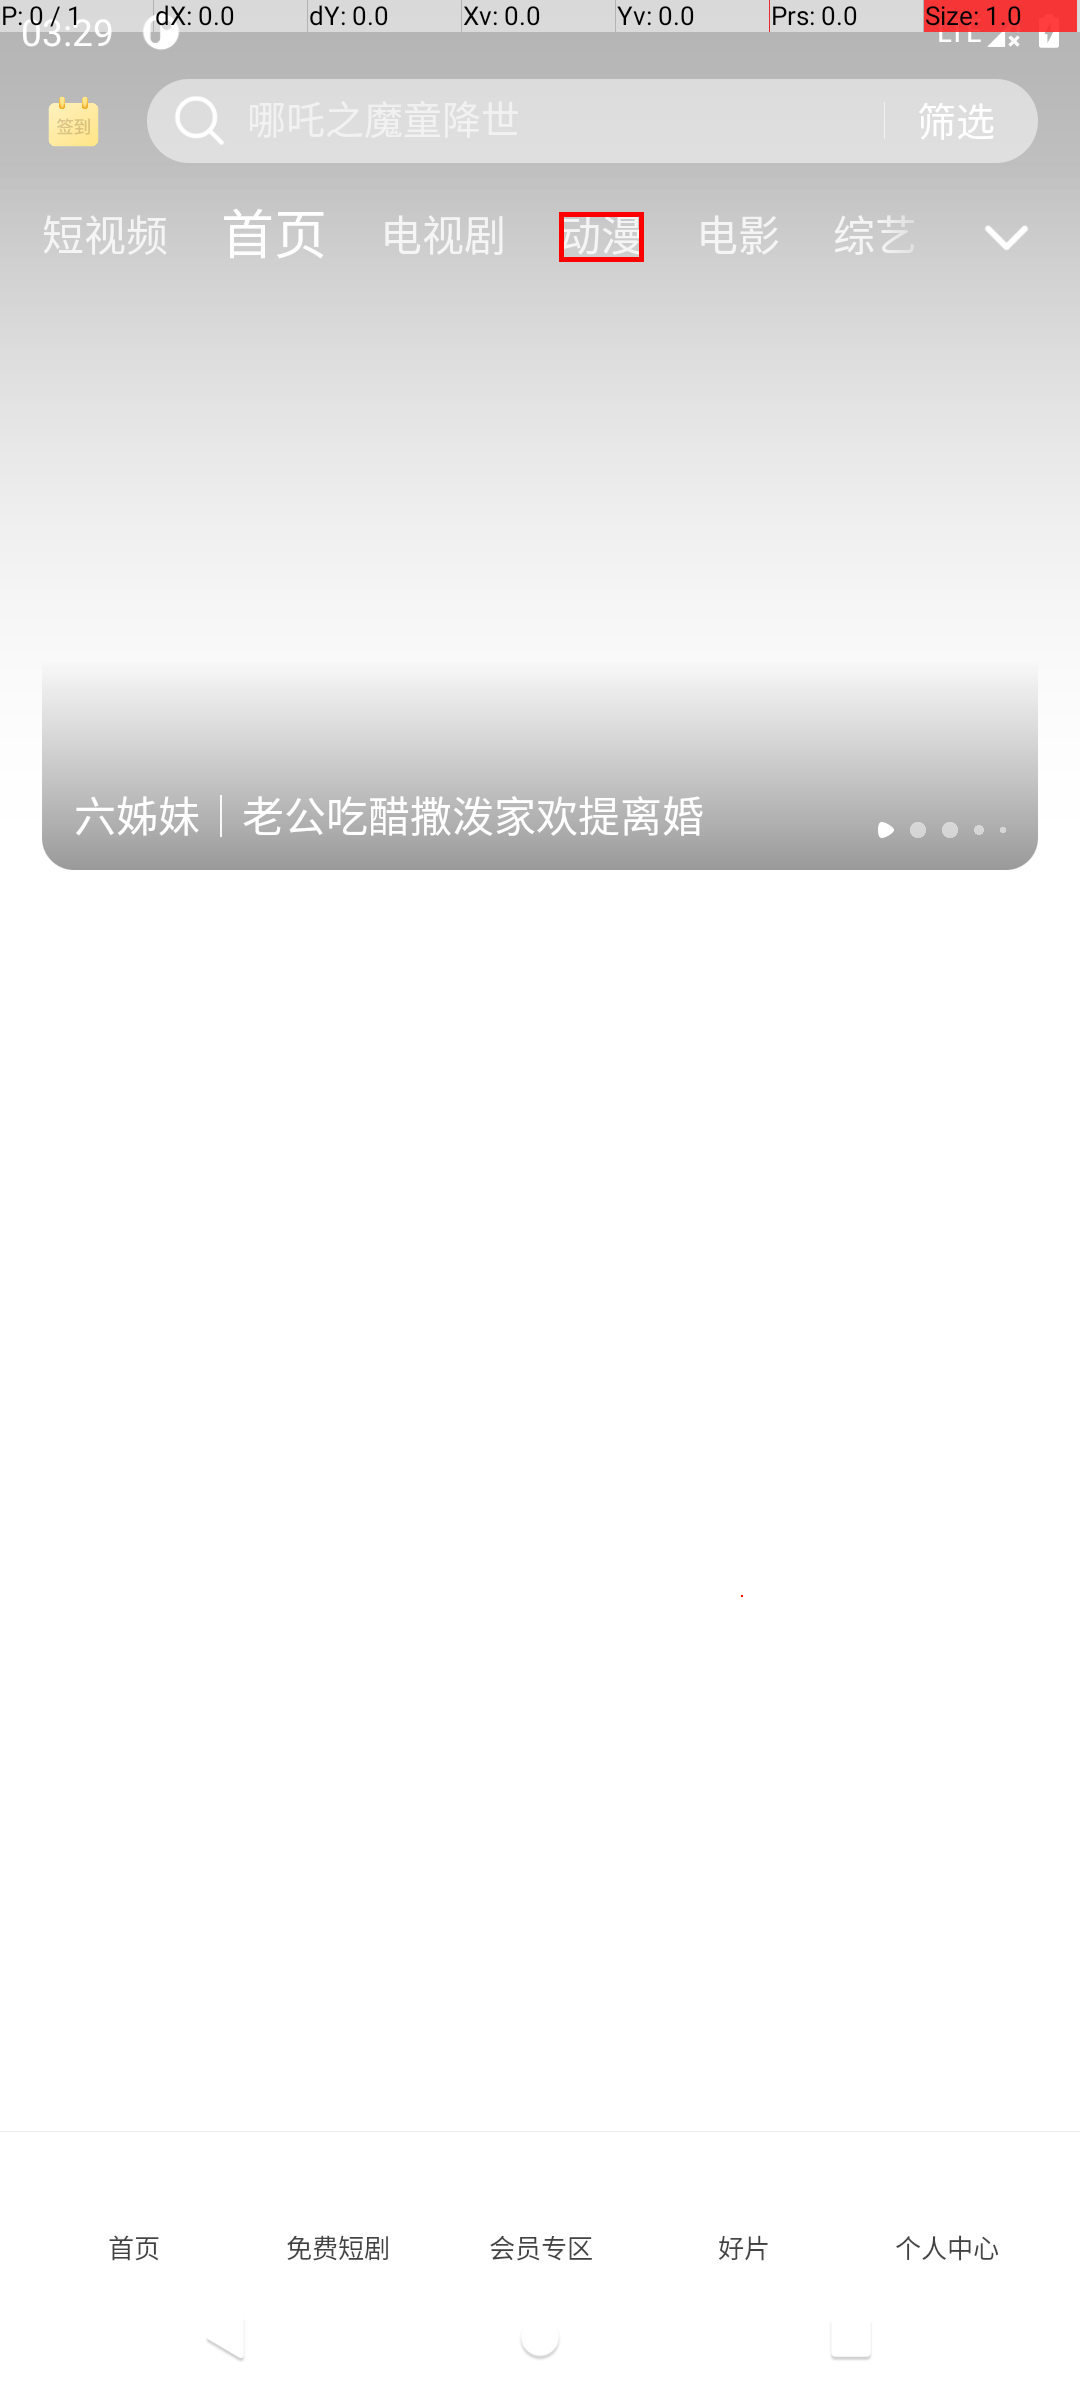 P: 0 / 1 dX: 0.0 dY: 0.0 Xv: 0.0 Yv: 0.0 Prs: 0.0 Size: 1.0
03:29 LTE
签到 哪吒之魔童降世 筛选
短视频 首页 电视剧 动漫 电影 综艺
六姊妹 老公吃醋撒泼家欢提离婚
首页 免费短剧 会员专区 好片 个人中心